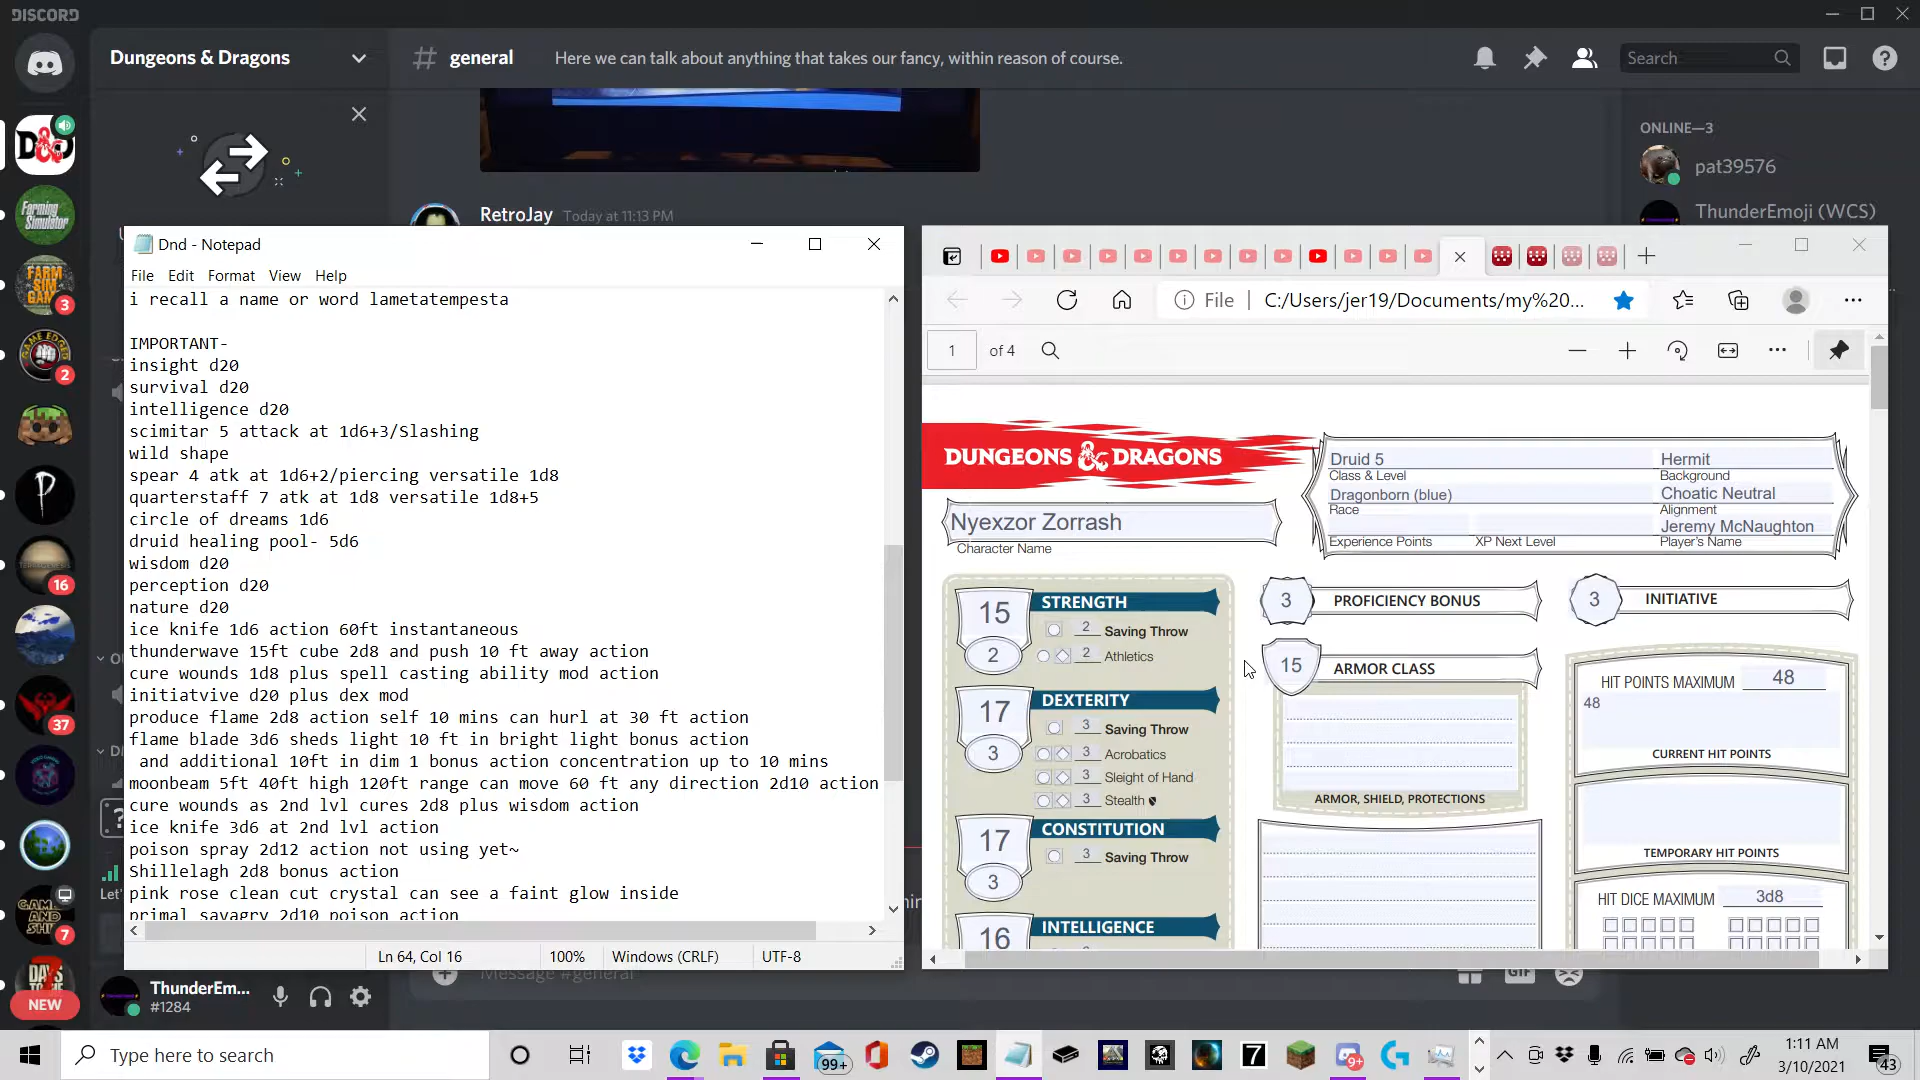 DISCORD
Dungeons & Dragons
general
Here we can talk about anything that takes our fancy, within reason of course.
Search
ONLINE—3
pat39576
ThunderEmoji (WCS)
RetroJay Today at 11:13 PM
Dnd - Notepad
File Edit Format View Help
i recall a name or word lametatempesta
IMPORTANT-
insight d20
survival d20
intelligence d20
scimitar 5 attack at 1d6+3/Slashing
wild shape
spear 4 atk at 1d6+2/piercing versatile 1d8
quarterstaff 7 atk at 1d8 versatile 1d8+5
circle of dreams 1d6
druid healing pool- 5d6
wisdom d20
perception d20
nature d20
ice knife 1d6 action 60ft instantaneous
thunderwave 15ft cube 2d8 and push 10 ft away action
cure wounds 1d8 plus spell casting ability mod action
initiatvive d20 plus dex mod
produce flame 2d8 action self 10 mins can hurl at 30 ft action
flame blade 3d6 sheds light 10 ft in bright light bonus action
and additional 10ft in dim 1 bonus action concentration up to 10 mins
moonbeam 5ft 40ft high 120ft range can move 60 ft any direction 2d10 action
cure wounds as 2nd lvl cures 2d8 plus wisdom action
ice knife 3d6 at 2nd lvl action
poison spray 2d12 action not using yet~
Shillelagh 2d8 bonus action
pink rose clean cut crystal can see a faint glow inside
primal savagry 2d10 poison action
Ln 64, Col 16
100%
Windows (CRLF)
UTF-8
File
C:/Users/jer19/Documents/my%20...
1 of 4
DUNGEONS & DRAGONS
Druid 5
Class & Level
Hermit
Background
Dragonborn (blue)
Race
Choatic Neutral
Alignment
Experience Points
XP Next Level
Jeremy McNaughton
Player's Name
Nyexzor Zorrash
Character Name
15 STRENGTH
2
2 Saving Throw
2 Athletics
17 DEXTERITY
3
3 Saving Throw
3 Acrobatics
3 Sleight of Hand
3 Stealth
17 CONSTITUTION
3
3 Saving Throw
16 INTELLIGENCE
3 PROFICIENCY BONUS
15 ARMOR CLASS
ARMOR, SHIELD, PROTECTIONS
3 INITIATIVE
HIT POINTS MAXIMUM 48
48
CURRENT HIT POINTS
TEMPORARY HIT POINTS
HIT DICE MAXIMUM 3d8
Message #general
GIF
ThunderEm...
#1284
3
2
16
37
7
NEW
Let'
Type here to search
99+
9+
1:11 AM
3/10/2021
43